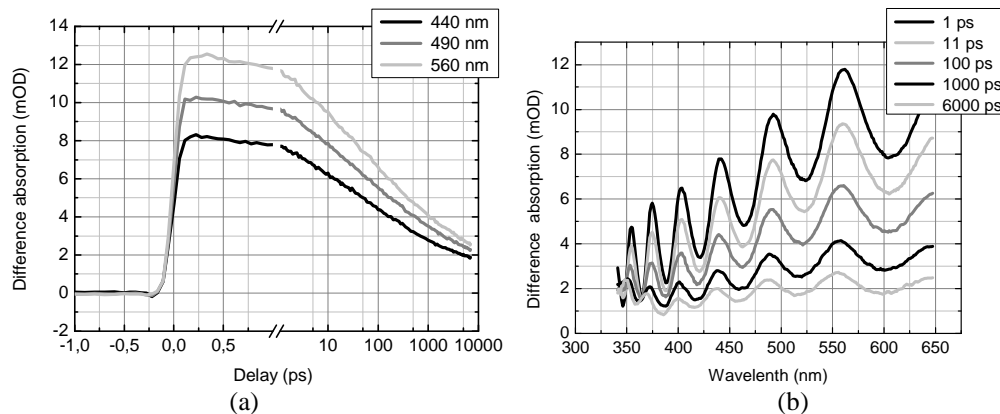 14
12
10
8
6
4
2
0
-2
Difference absorption (mOD)
440 nm
490 nm
560 nm
-1,0 -0,5 0,0 0,5 10 100 1000 10000
Delay (ps)
(a)
12
10
8
6
4
2
0
Difference absorption (mOD)
1 ps
11 ps
100 ps
1000 ps
6000 ps
300 350 400 450 500 550 600 650
Wavelenth (nm)
(b)